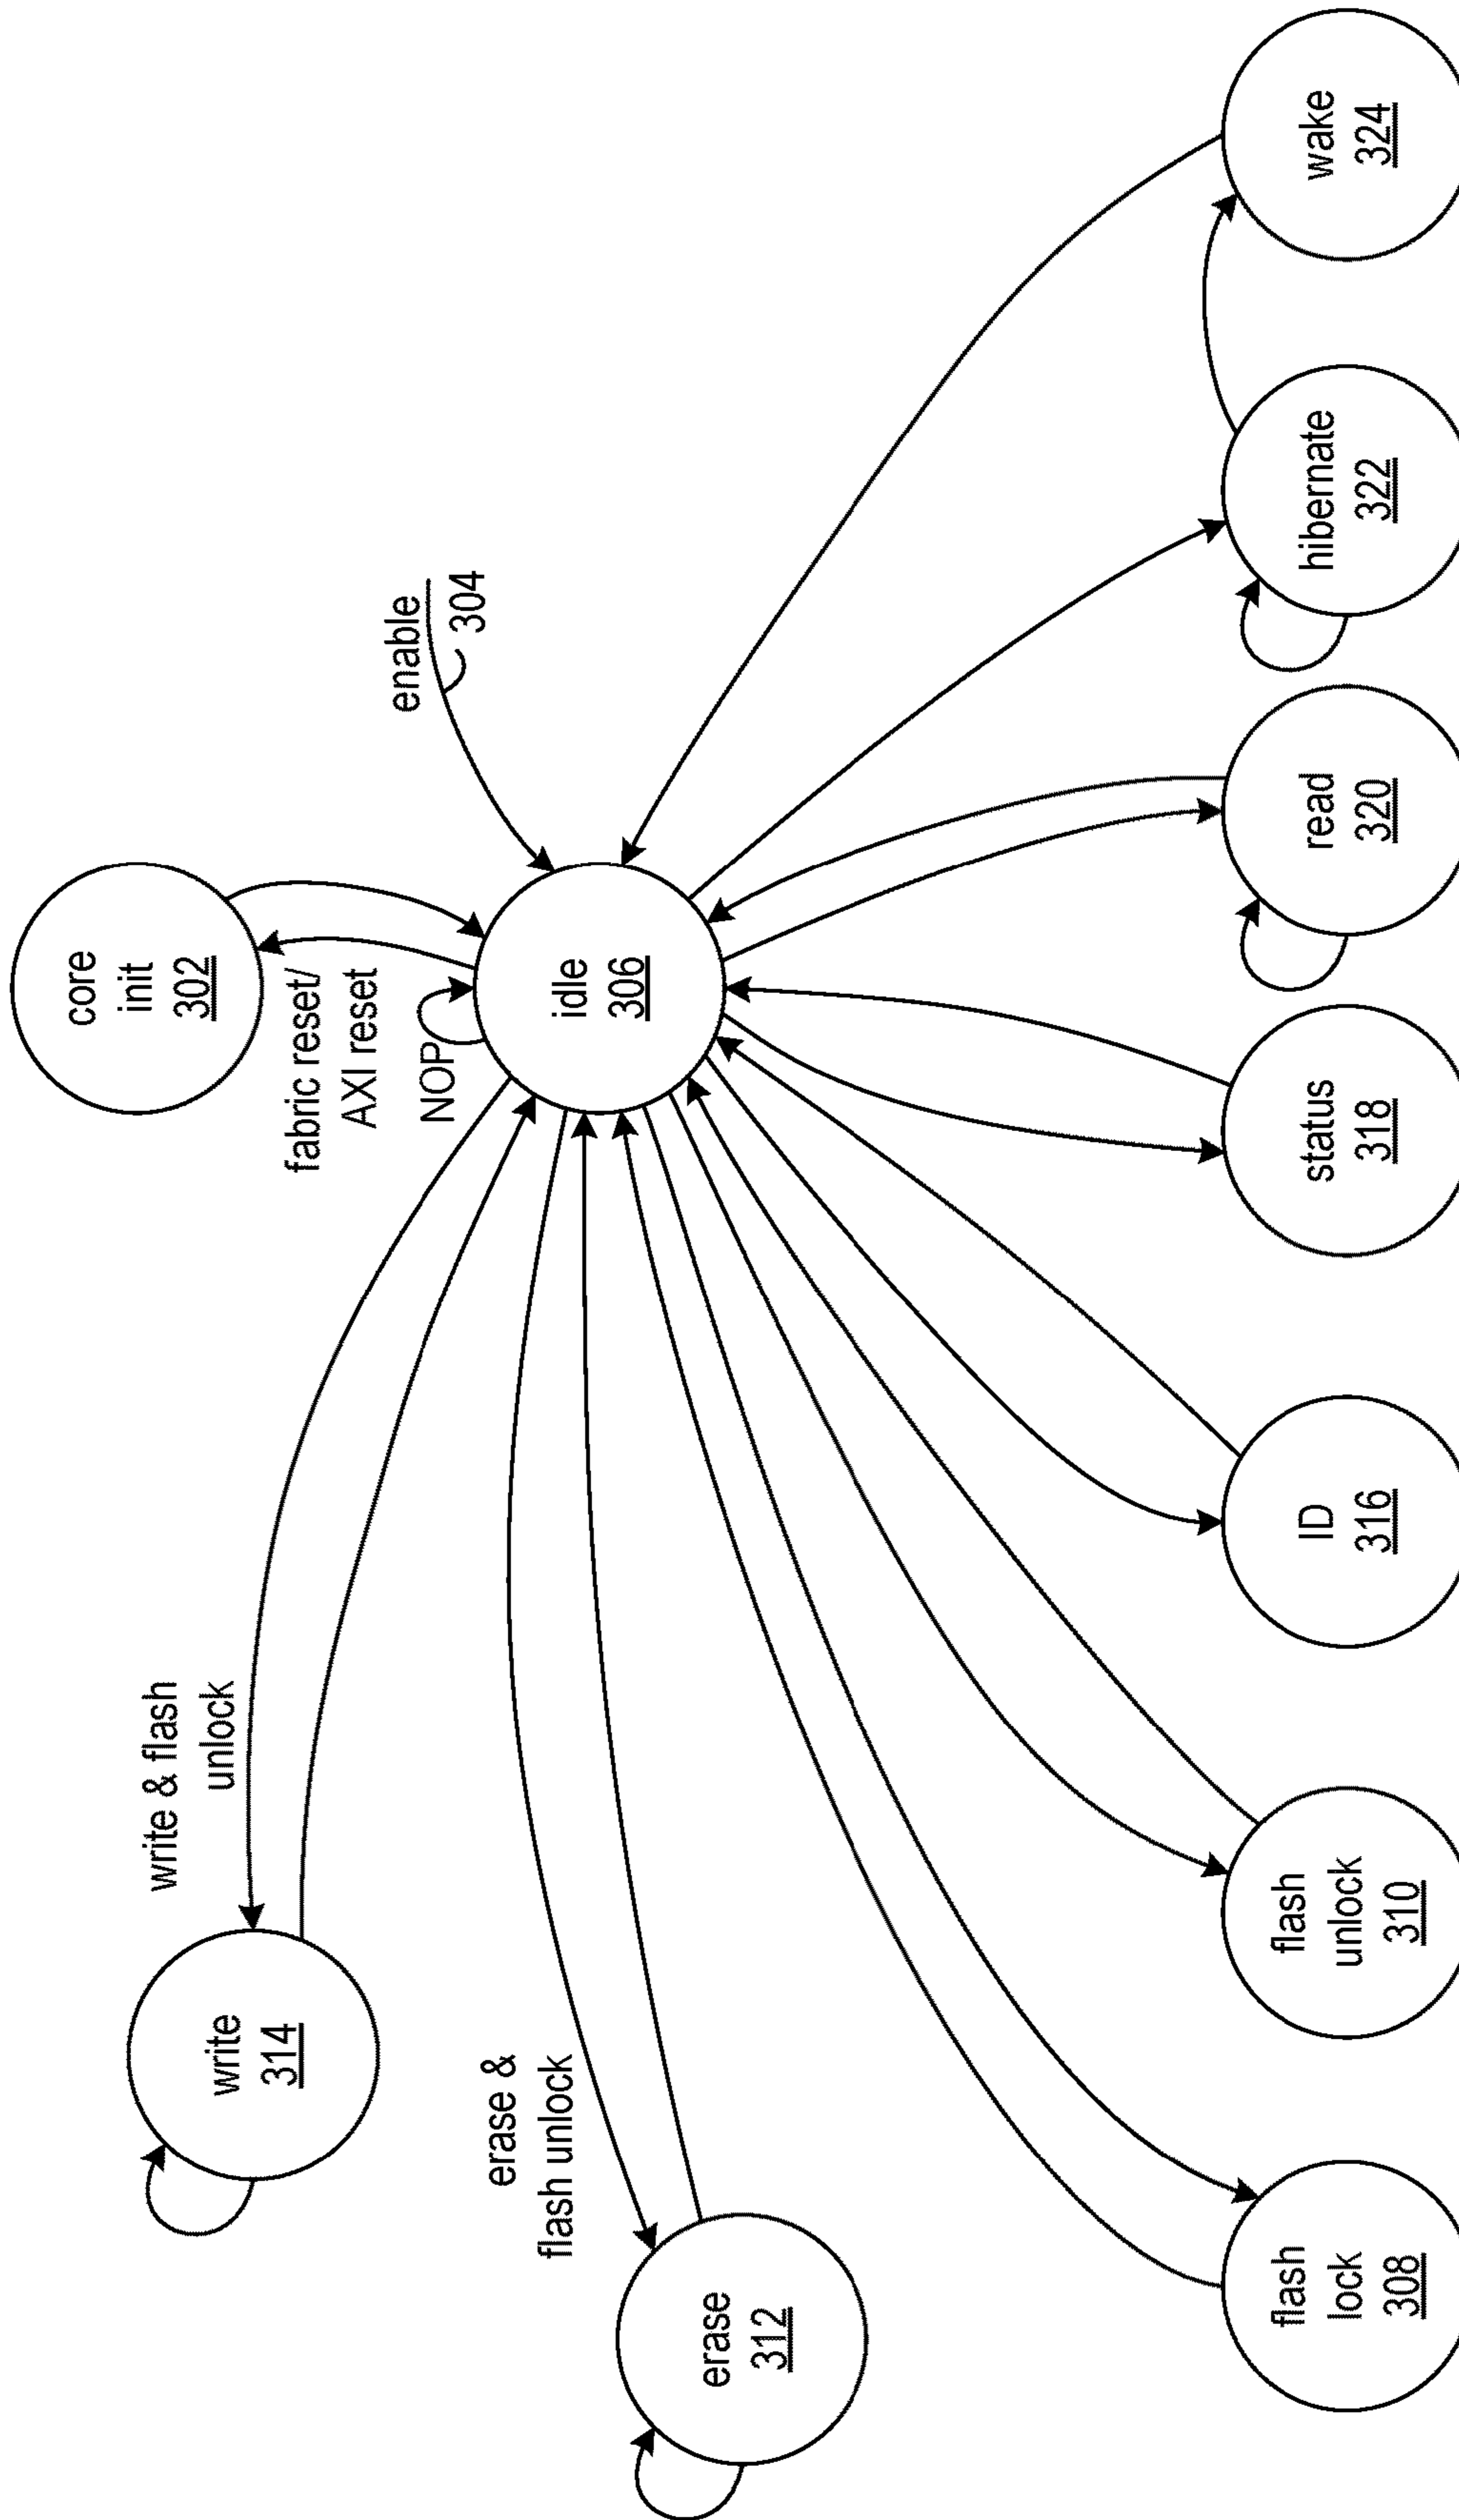 core
init
302
enable
304
fabric reset/
AXI reset
NOP
idle
306
write & flash
unlock
write
314
erase &
flash unlock
erase
312
flash
lock
308
flash
unlock
310
ID
316
status
318
read
320
hibernate
322
wake
324